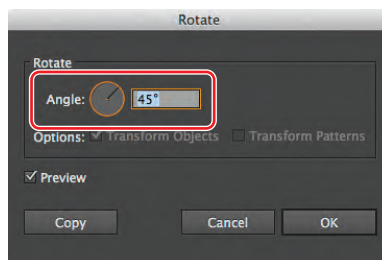 Rotate
Rotate
Angle: 45°
Options: Transform Objects Transform Patterns
Preview
Copy Cancel OK